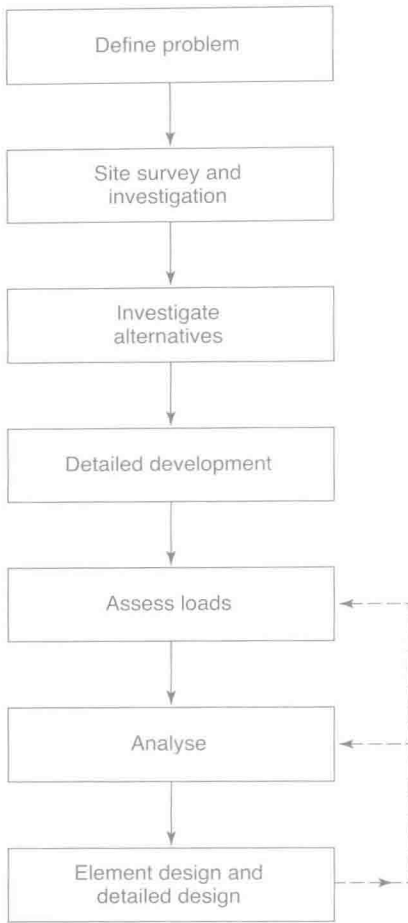 Define problem
Site survey and
investigation
Investigate
alternatives
Detailed development
Assess loads
Analyse
Element design and
detailed design